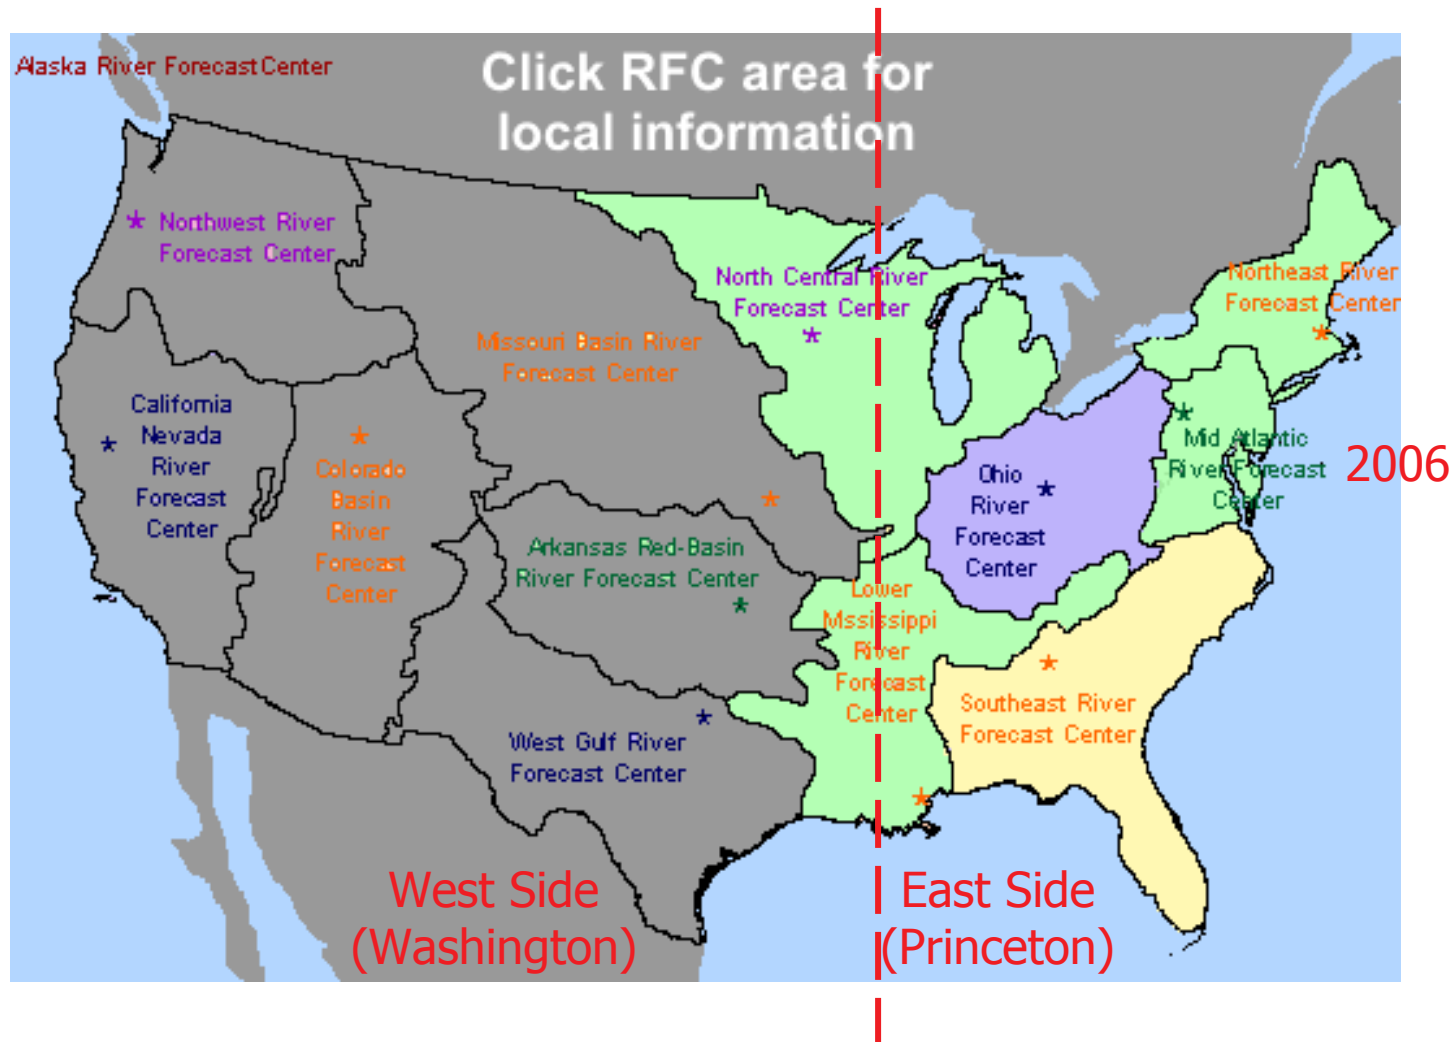 Alaska River Forecast Center
Click RFC area for
local information
Northwest River
Forecast Center
North Central River
Forecast Center
Northeast River
Forecast Center
Missouri Basin River
Forecast Center
California
Nevada
River
Forecast
Center
Colorado
Basin
River
Forecast
Center
Mid Atlantic
River Forecast
Center
2006
Ohio
River
Forecast
Center
Arkansas Red-Basin
River Forecast Center
Lower
Mssissippi
River
Forecast
Center
Southeast River
Forecast Center
West Gulf River
Forecast Center
West Side
(Washington)
East Side
(Princeton)